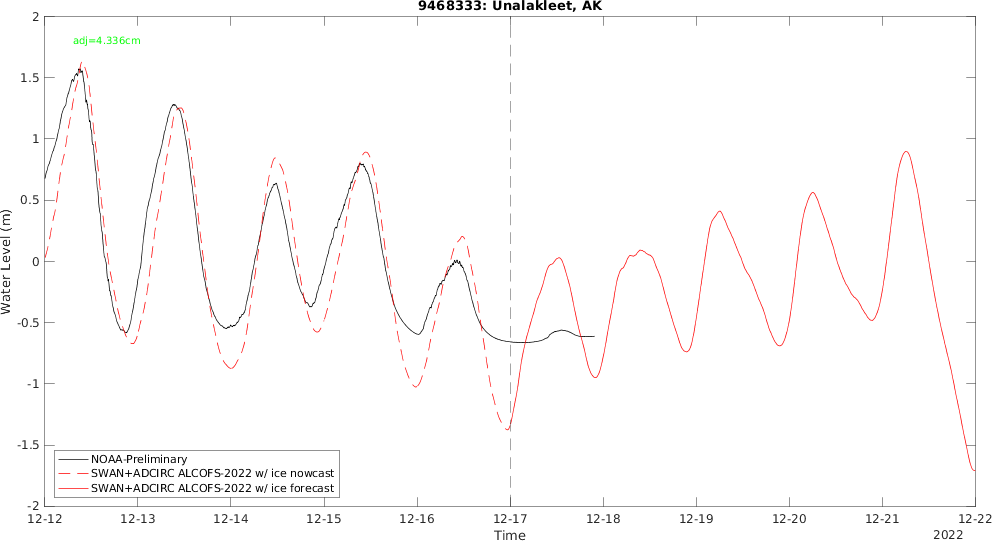 9468333: Unalakleet, AK
adj=4.336cm
2
1.5
1
0.5
0
-0.5
-1
-1.5
-2
Water Level (m)
NOAA-Preliminary
SWAN+ADCIRC ALCOFS-2022 w/ ice nowcast
SWAN+ADCIRC ALCOFS-2022 w/ ice forecast
12-12 12-13 12-14 12-15 12-16 12-17 12-18 12-19 12-20 12-21 12-22
Time
2022